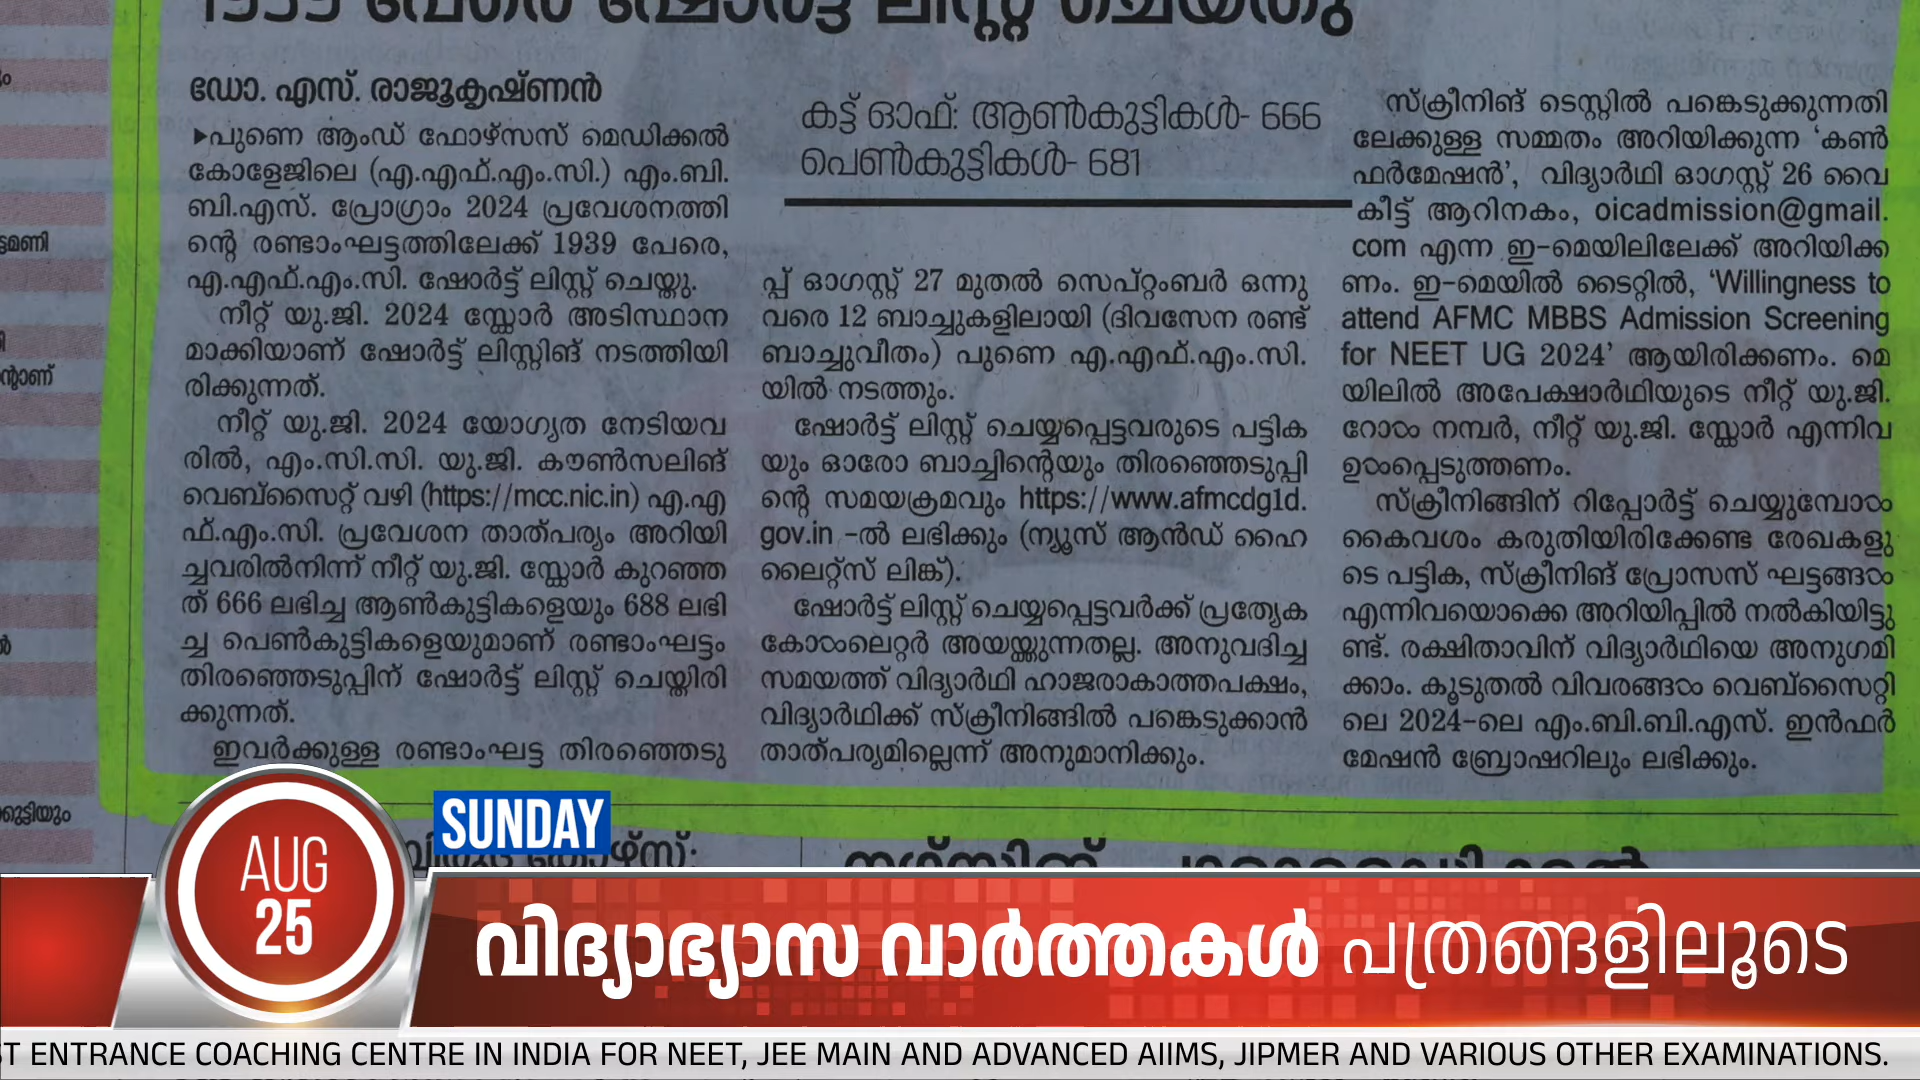 1939 പേരെ ഷോർട്ട് ലിസ്റ്റ് ചെയ്തു
ഡോ. എസ്. രാജൂകൃഷ്ണൻ
▸പുണെ ആംഡ് ഫോഴ്സസ് മെഡിക്കൽ
കോളേജിലെ (എ.എഫ്.എം.സി.) എം.ബി.
ബി.എസ്. പ്രോഗ്രാം 2024 പ്രവേശനത്തി
ന്റെ രണ്ടാംഘട്ടത്തിലേക്ക് 1939 പേരെ,
എ.എഫ്.എം.സി. ഷോർട്ട് ലിസ്റ്റ് ചെയ്തു.
നീറ്റ് യു.ജി. 2024 സ്കോർ അടിസ്ഥാന
മാക്കിയാണ് ഷോർട്ട് ലിസ്റ്റിങ് നടത്തിയി
രിക്കുന്നത്.
നീറ്റ് യു.ജി. 2024 യോഗ്യത നേടിയവ
രിൽ, എം.സി.സി. യു.ജി. കൗൺസലിങ്
വെബ്സൈറ്റ് വഴി (https://mcc.nic.in) എ.എ
ഫ്.എം.സി. പ്രവേശന താത്പര്യം അറിയി
ച്ചവരിൽനിന്ന് നീറ്റ് യു.ജി. സ്കോർ കുറഞ്ഞ
ത് 666 ലഭിച്ച ആൺകുട്ടികളെയും 688 ലഭി
ച്ച പെൺകുട്ടികളെയുമാണ് രണ്ടാംഘട്ടം
തിരഞ്ഞെടുപ്പിന് ഷോർട്ട് ലിസ്റ്റ് ചെയ്തിരി
ക്കുന്നത്.
ഇവർക്കുള്ള രണ്ടാംഘട്ട തിരഞ്ഞെടു
കട്ട് ഓഫ്: ആൺകുട്ടികൾ- 666
പെൺകുട്ടികൾ- 681
പ്പ് ഓഗസ്റ്റ് 27 മുതൽ സെപ്റ്റംബർ ഒന്നു
വരെ 12 ബാച്ചുകളിലായി (ദിവസേന രണ്ട്
ബാച്ചുവീതം) പുണെ എ.എഫ്.എം.സി.
യിൽ നടത്തും.
ഷോർട്ട് ലിസ്റ്റ് ചെയ്യപ്പെട്ടവരുടെ പട്ടിക
യും ഓരോ ബാച്ചിന്റെയും തിരഞ്ഞെടുപ്പി
ന്റെ സമയക്രമവും https://www.afmcdg1d.
gov.in -ൽ ലഭിക്കും (ന്യൂസ് ആൻഡ് ഹൈ
ലൈറ്റ്സ് ലിങ്ക്).
ഷോർട്ട് ലിസ്റ്റ് ചെയ്യപ്പെട്ടവർക്ക് പ്രത്യേക
കോൾലെറ്റർ അയയ്ക്കുന്നതല്ല. അനുവദിച്ച
സമയത്ത് വിദ്യാർഥി ഹാജരാകാത്തപക്ഷം,
വിദ്യാർഥിക്ക് സ്ക്രീനിങ്ങിൽ പങ്കെടുക്കാൻ
താത്പര്യമില്ലെന്ന് അനുമാനിക്കും.
സ്ക്രീനിങ് ടെസ്റ്റിൽ പങ്കെടുക്കുന്നതി
ലേക്കുള്ള സമ്മതം അറിയിക്കുന്ന ‘കൺ
ഫർമേഷൻ’, വിദ്യാർഥി ഓഗസ്റ്റ് 26 വൈ
കീട്ട് ആറിനകം, oicadmission@gmail.
com എന്ന ഇ-മെയിലിലേക്ക് അറിയിക്ക
ണം. ഇ-മെയിൽ ടൈറ്റിൽ, ‘Willingness to
attend AFMC MBBS Admission Screening
for NEET UG 2024’ ആയിരിക്കണം. മെ
യിലിൽ അപേക്ഷാർഥിയുടെ നീറ്റ് യു.ജി.
റോൾ നമ്പർ, നീറ്റ് യു.ജി. സ്കോർ എന്നിവ
ഉൾപ്പെടുത്തണം.
സ്ക്രീനിങ്ങിന് റിപ്പോർട്ട് ചെയ്യുമ്പോൾ
കൈവശം കരുതിയിരിക്കേണ്ട രേഖകളു
ടെ പട്ടിക, സ്ക്രീനിങ് പ്രോസസ് ഘട്ടങ്ങൾ
എന്നിവയൊക്കെ അറിയിപ്പിൽ നൽകിയിട്ടു
ണ്ട്. രക്ഷിതാവിന് വിദ്യാർഥിയെ അനുഗമി
ക്കാം. കൂടുതൽ വിവരങ്ങൾ വെബ്സൈറ്റി
ലെ 2024-ലെ എം.ബി.ബി.എസ്. ഇൻഫർ
മേഷൻ ബ്രോഷറിലും ലഭിക്കും.
SUNDAY
AUG
25
വിദ്യാഭ്യാസ വാർത്തകൾ പത്രങ്ങളിലൂടെ
ENTRANCE COACHING CENTRE IN INDIA FOR NEET, JEE MAIN AND ADVANCED AIIMS, JIPMER AND VARIOUS OTHER EXAMINATIONS.